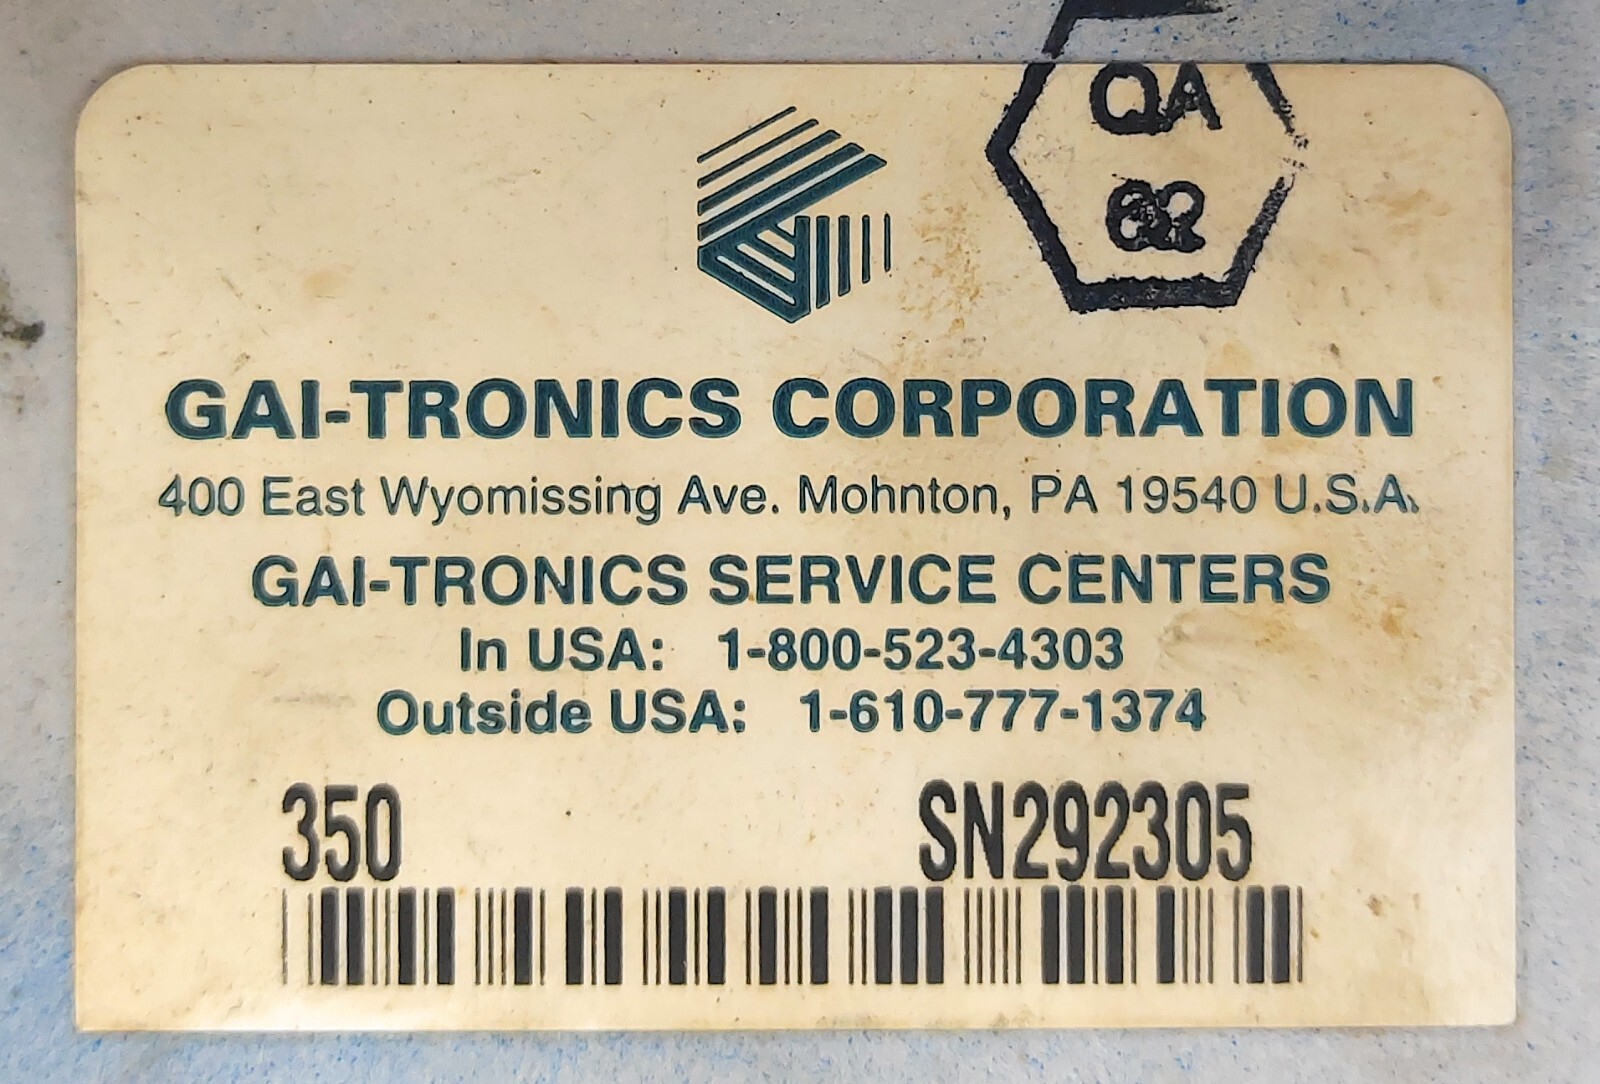 QA
GAI-TRONICS CORPORATION
400 East Wyomissing Ave. Mohnton, PA 19540 U.S.A.
GAI-TRONICS SERVICE CENTERS
In USA: 1-800-523-4303
Outside USA: 1-610-777-1374
350 SN292305